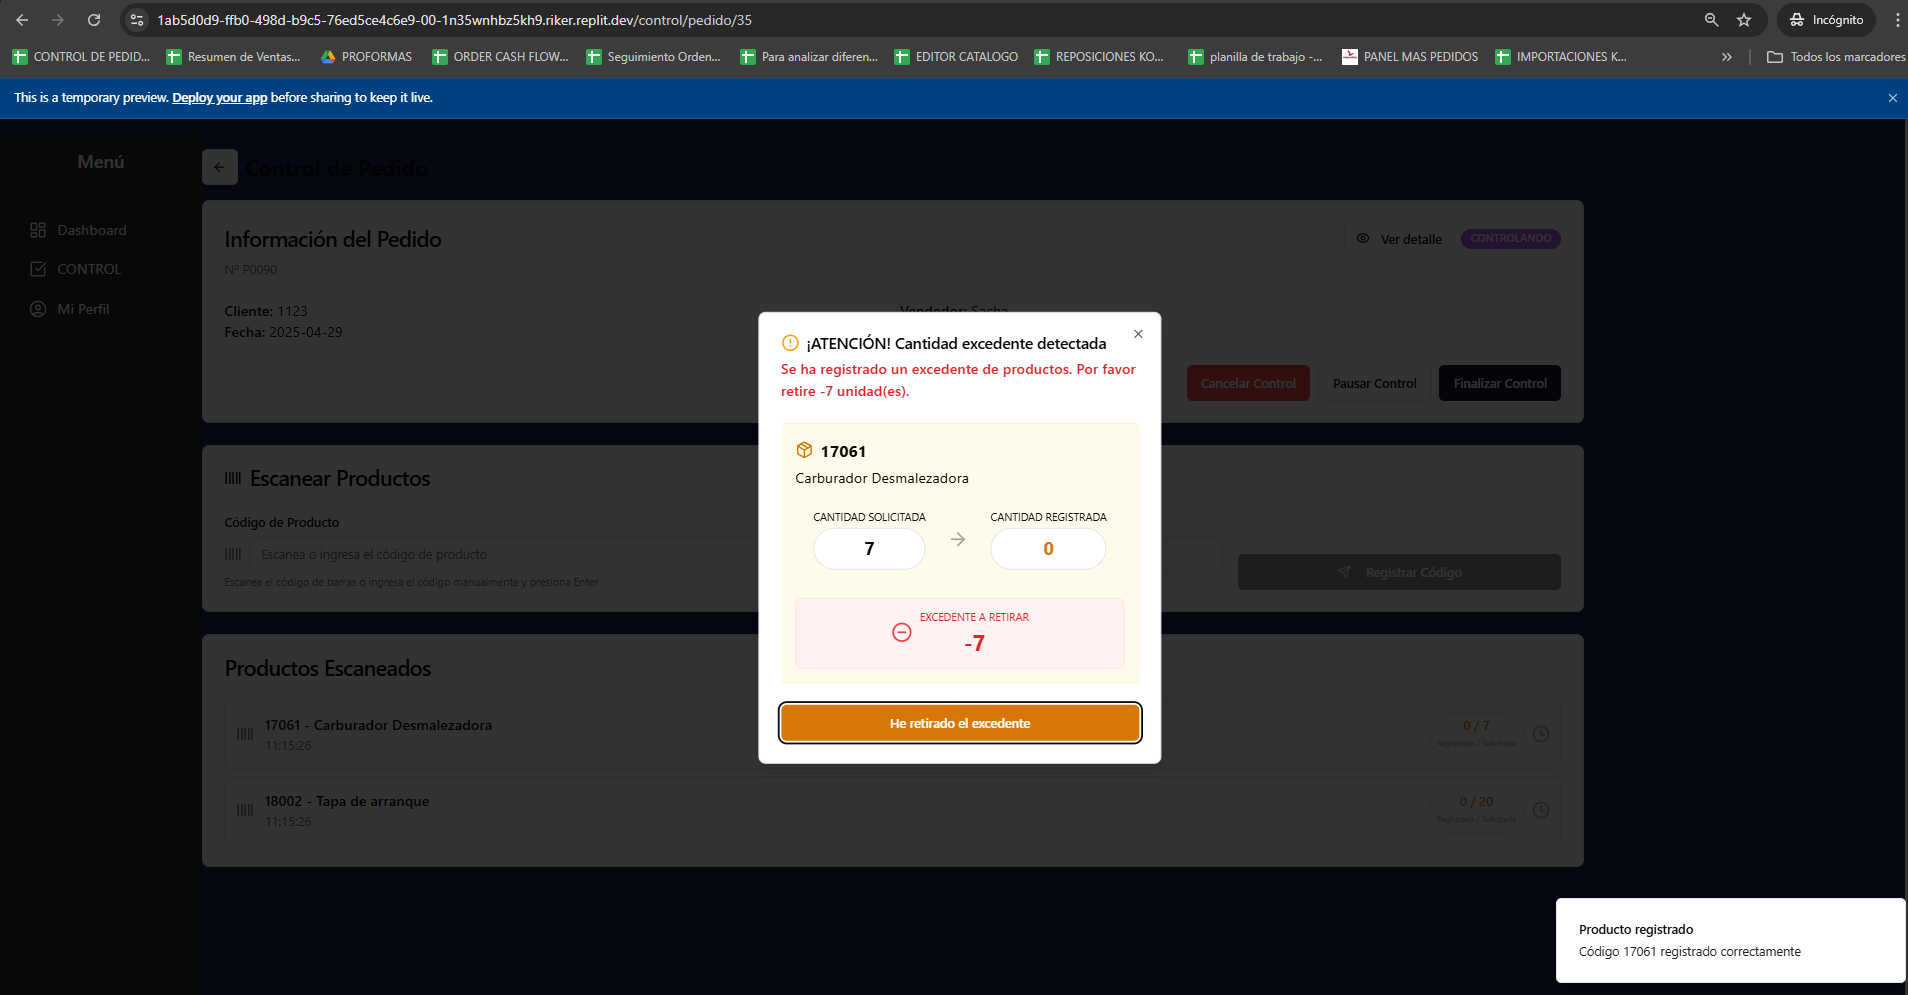 1ab5d0d9-ffb0-498d-b9c5-76ed5ce4c6e9-00-1n35wnhbz5kh9.riker.replit.dev/control/pedido/35
Incógnito
CONTROL DE PEDID...
Resumen de Ventas...
PROFORMAS
ORDER CASH FLOW...
Seguimiento Orden...
Para analizar diferen...
EDITOR CATALOGO
REPOSICIONES KO...
planilla de trabajo -...
PANEL MAS PEDIDOS
IMPORTACIONES K...
Todos los marcadores
This is a temporary preview. Deploy your app before sharing to keep it live.
Menú
Dashboard
CONTROL
Mi Perfil
Control de Pedido
Información del Pedido
Nº P0090
Ver detalle
CONTROLANDO
Cliente: 1123
Vendedor: Sacha
Fecha: 2025-04-29
Cancelar Control
Pausar Control
Finalizar Control
Escanear Productos
Código de Producto
Escanea o ingresa el código de producto
Escanea el código de barras o ingresa el código manualmente y presiona Enter
Registrar Código
Productos Escaneados
17061 - Carburador Desmalezadora
11:15:26
0 / 7
Registrada / Solicitada
18002 - Tapa de arranque
11:15:26
0 / 20
Registrada / Solicitada
¡ATENCIÓN! Cantidad excedente detectada
Se ha registrado un excedente de productos. Por favor
retire -7 unidad(es).
17061
Carburador Desmalezadora
CANTIDAD SOLICITADA
7
CANTIDAD REGISTRADA
0
EXCEDENTE A RETIRAR
-7
He retirado el excedente
Producto registrado
Código 17061 registrado correctamente